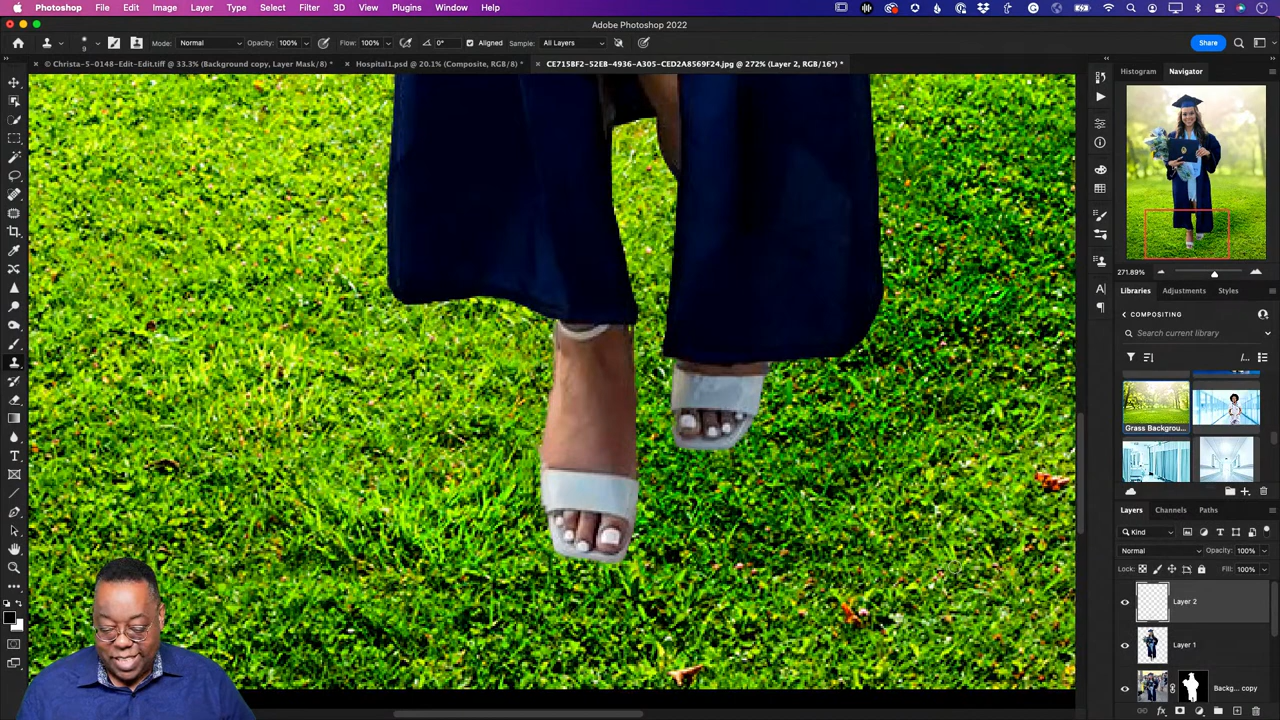 Photoshop File Edit Image Layer Type Select Filter 3D View Plugins Window Help
Adobe Photoshop 2022
Mode: Normal Opacity: 100% Flow: 100% 0° Aligned Sample: All Layers Share
9
© Christa-5-0148-Edit-Edit.tiff @ 33.3% (Background copy, Layer Mask/8) * Hospital1.psd @ 20.1% (Composite, RGB/8) * CE715BF2-52EB-4936-A305-CED2A8569F24.jpg @ 272% (Layer 2, RGB/16*) *
Histogram Navigator
271.89%
Libraries Adjustments Styles
COMPOSITING
Search current library
Grass Backgrou...
Layers Channels Paths
Kind
Normal Opacity: 100%
Lock: Fill: 100%
Layer 2
Layer 1
Backg... copy